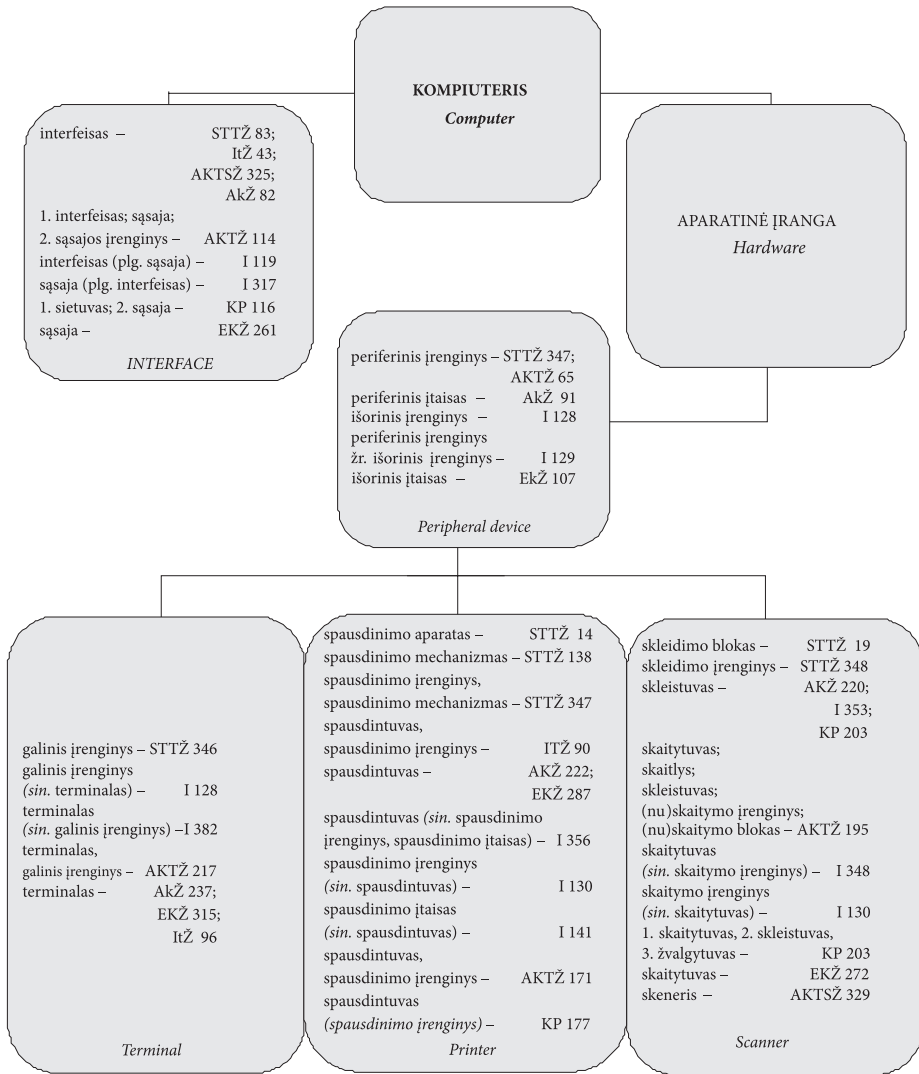 KOMPIUTERIS
Computer
interfeisas – STTŽ 83;
ItŽ 43;
AKTSŽ 325;
AkŽ 82
1. interfeisas; sąsaja;
2. sąsajos įrenginys – AKTŽ 114
interfeisas (plg. sąsaja) – I 119
sąsaja (plg. interfeisas) – I 317
1. sietuvas; 2. sąsaja – KP 116
sąsaja – EKŽ 261
INTERFACE
APARATINĖ ĮRANGA
Hardware
periferinis įrenginys – STTŽ 347;
AKTŽ 65
periferinis įtaisas – AkŽ 91
išorinis įrenginys – I 128
periferinis įrenginys
žr. išorinis įrenginys – I 129
išorinis įtaisas – EkŽ 107
Peripheral device
galinis įrenginys – STTŽ 346
galinis įrenginys
(sin. terminalas) – I 128
terminalas
(sin. galinis įrenginys) –I 382
terminalas,
galinis įrenginys – AKTŽ 217
terminalas – AkŽ 237;
EKŽ 315;
ItŽ 96
Terminal
spausdinimo aparatas – STTŽ 14
spausdinimo mechanizmas – STTŽ 138
spausdinimo įrenginys,
spausdinimo mechanizmas – STTŽ 347
spausdintuvas,
spausdinimo įrenginys – ITŽ 90
spausdintuvas – AKŽ 222;
EKŽ 287
spausdintuvas (sin. spausdinimo
įrenginys, spausdinimo įtaisas) – I 356
spausdinimo įrenginys
(sin. spausdintuvas) – I 130
spausdinimo įtaisas
(sin. spausdintuvas) – I 141
spausdintuvas,
spausdinimo įrenginys – AKTŽ 171
spausdintuvas
(spausdinimo įrenginys) – KP 177
Printer
skleidimo blokas – STTŽ 19
skleidimo įrenginys – STTŽ 348
skleistuvas – AKŽ 220;
I 353;
KP 203
skaitytuvas;
skaitlys;
skleistuvas;
(nu)skaitymo įrenginys;
(nu)skaitymo blokas – AKTŽ 195
skaitytuvas
(sin. skaitymo įrenginys) – I 348
skaitymo įrenginys
(sin. skaitytuvas) – I 130
1. skaitytuvas, 2. skleistuvas,
3. žvalgytuvas – KP 203
skaitytuvas – EKŽ 272
skeneris – AKTSŽ 329
Scanner